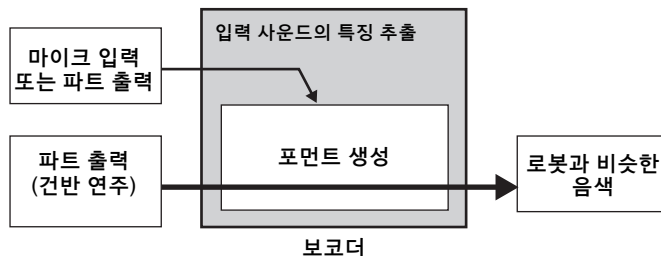 입력 사운드의 특징 추출
마이크 입력
또는 파트 출력
포먼트 생성
파트 출력
(건반 연주)
로봇과 비슷한
음색
보코더